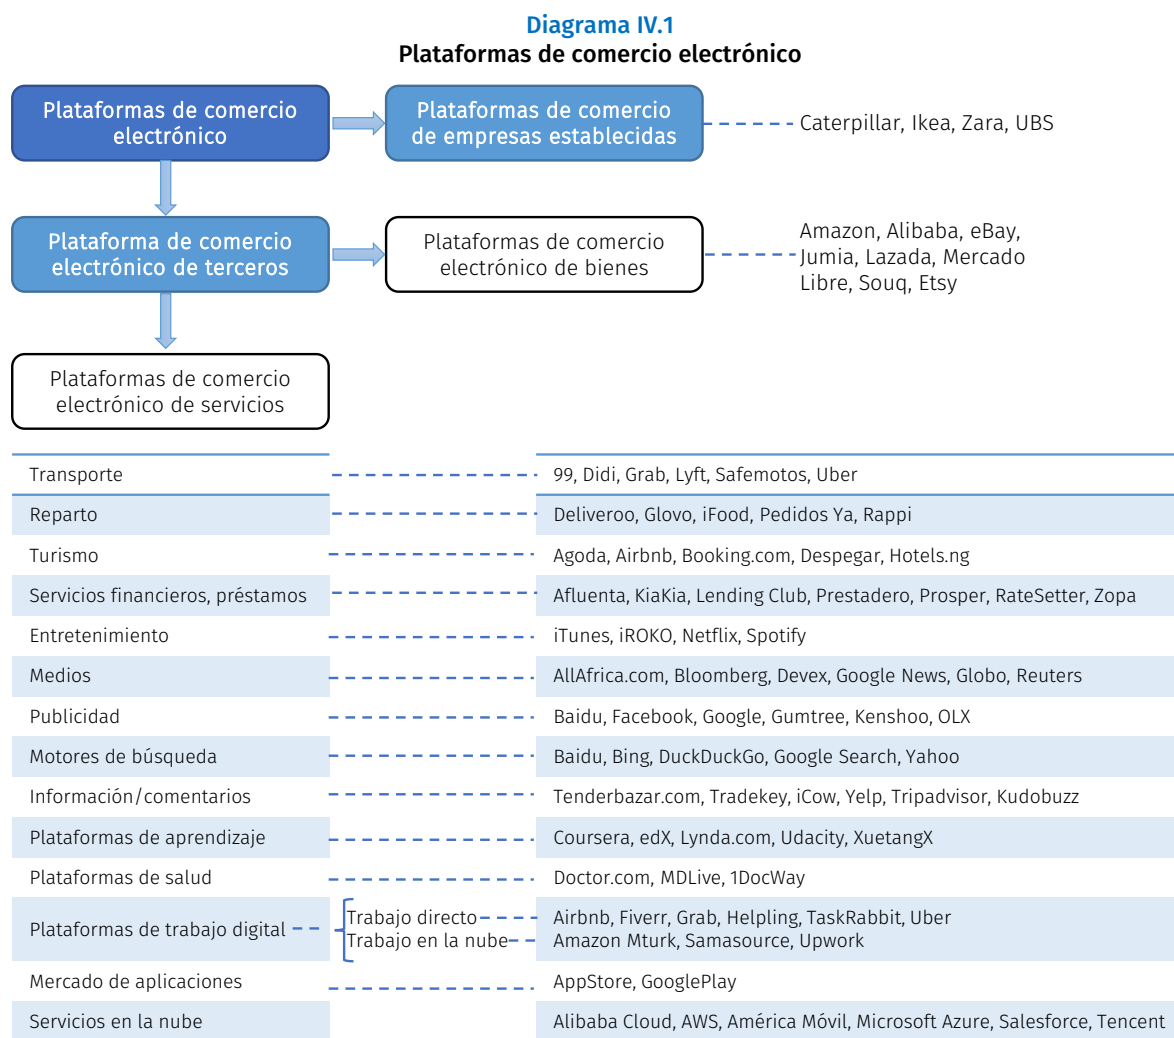 Diagrama IV.1
Plataformas de comercio electrónico
Plataformas de comercio
electrónico
Plataformas de comercio
de empresas establecidas
Caterpillar, Ikea, Zara, UBS
Plataforma de comercio
electrónico de terceros
Plataformas de comercio
electrónico de bienes
Amazon, Alibaba, eBay,
Jumia, Lazada, Mercado
Libre, Souq, Etsy
Plataformas de comercio
electrónico de servicios
Transporte
99, Didi, Grab, Lyft, Safemotos, Uber
Reparto
Deliveroo, Glovo, iFood, Pedidos Ya, Rappi
Turismo
Agoda, Airbnb, Booking.com, Despegar, Hotels.ng
Servicios financieros, préstamos
Afluenta, KiaKia, Lending Club, Prestadero, Prosper, RateSetter, Zopa
Entretenimiento
iTunes, iROKO, Netflix, Spotify
Medios
AllAfrica.com, Bloomberg, Devex, Google News, Globo, Reuters
Publicidad
Baidu, Facebook, Google, Gumtree, Kenshoo, OLX
Motores de búsqueda
Baidu, Bing, DuckDuckGo, Google Search, Yahoo
Información/comentarios
Tenderbazar.com, Tradekey, iCow, Yelp, Tripadvisor, Kudobuzz
Plataformas de aprendizaje
Coursera, edX, Lynda.com, Udacity, XuetangX
Plataformas de salud
Doctor.com, MDLive, 1DocWay
Plataformas de trabajo digital
Trabajo directo
Airbnb, Fiverr, Grab, Helpling, TaskRabbit, Uber
Trabajo en la nube
Amazon Mturk, Samasource, Upwork
Mercado de aplicaciones
AppStore, GooglePlay
Servicios en la nube
Alibaba Cloud, AWS, América Móvil, Microsoft Azure, Salesforce, Tencent